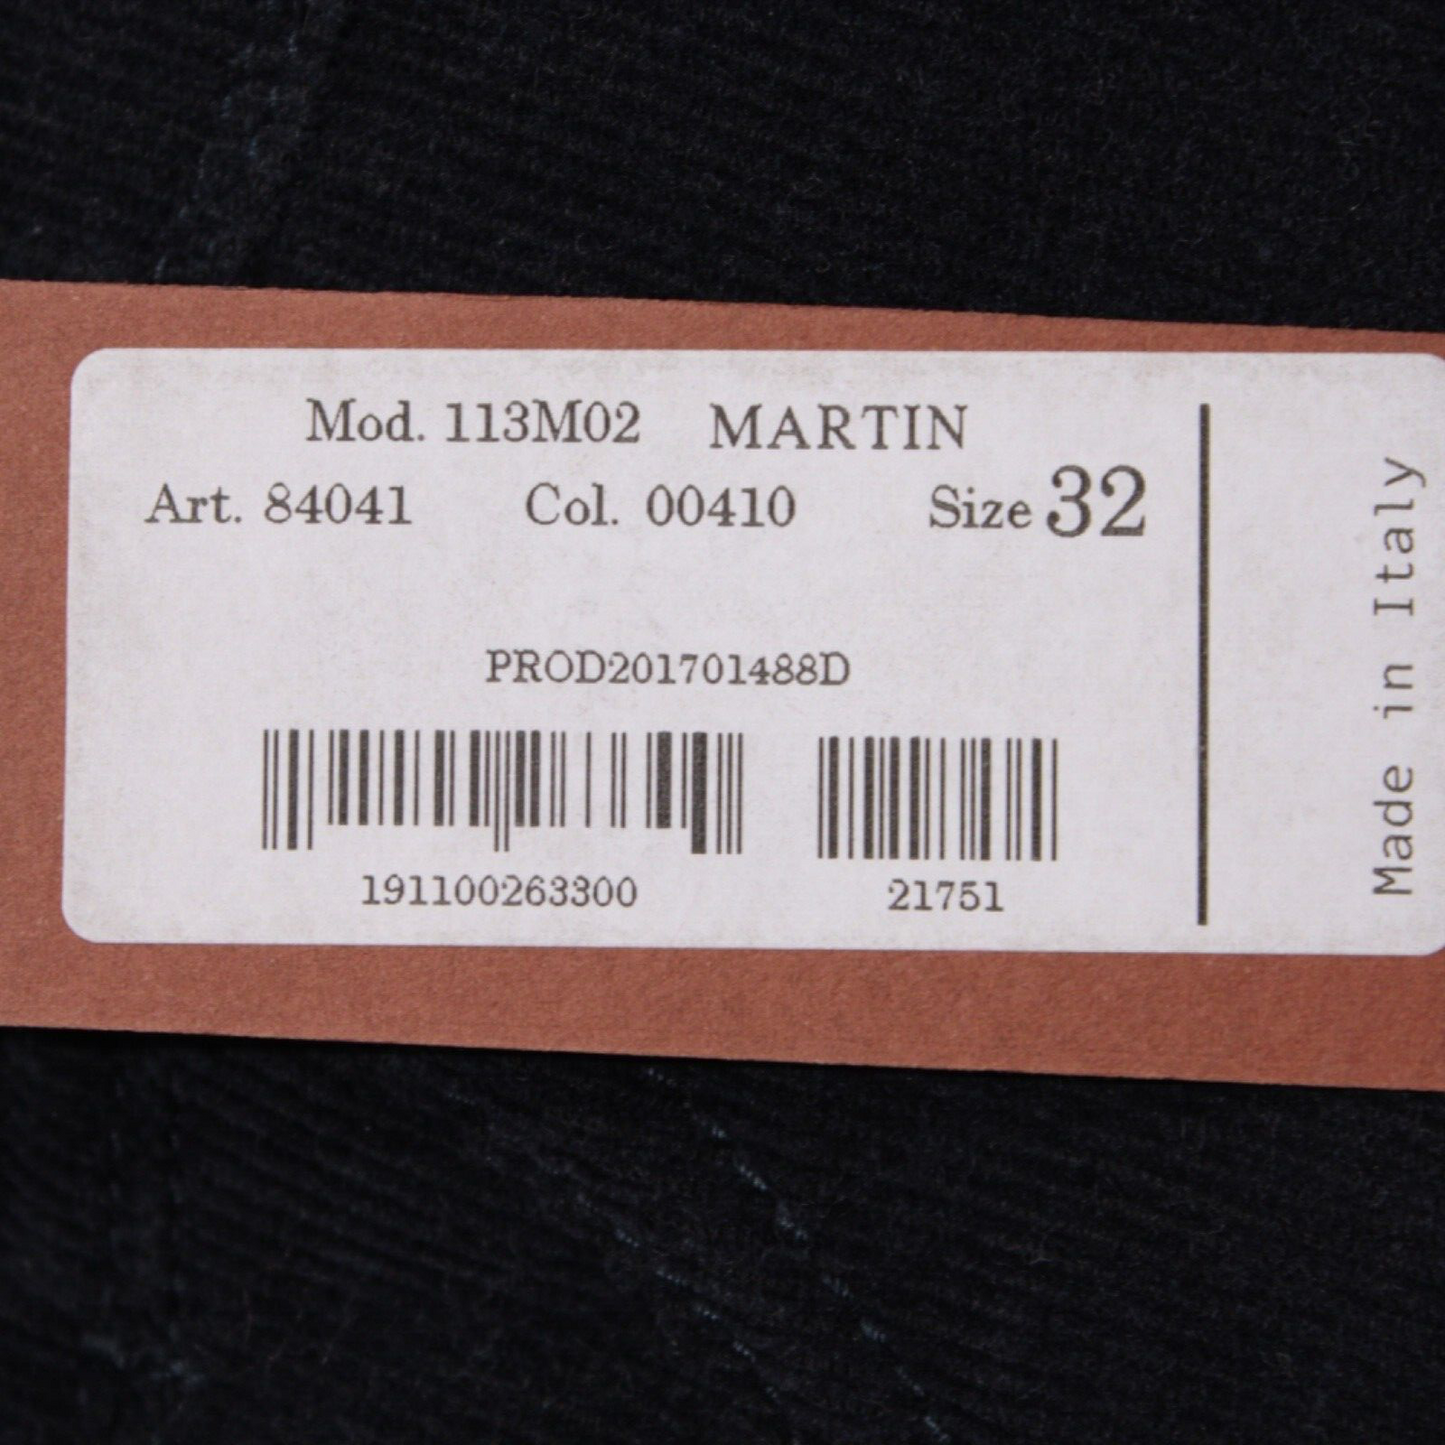 Mod. 113M02 MARTIN
Art. 84041 Col. 00410 Size 32
PROD201701488D
191100263300 21751
Made in Italy